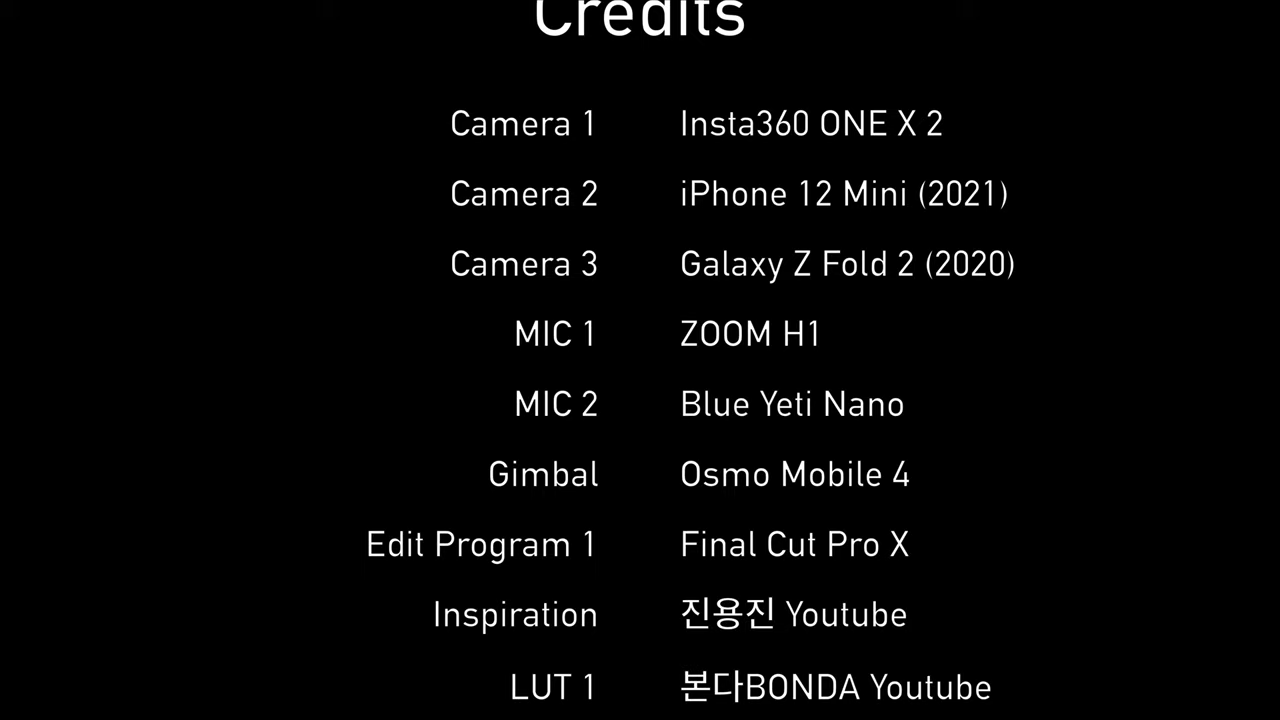 Credits
Camera 1 Insta360 ONE X 2
Camera 2 iPhone 12 Mini (2021)
Camera 3 Galaxy Z Fold 2 (2020)
MIC 1 ZOOM H1
MIC 2 Blue Yeti Nano
Gimbal Osmo Mobile 4
Edit Program 1 Final Cut Pro X
Inspiration 진용진 Youtube
LUT 1 본다BONDA Youtube